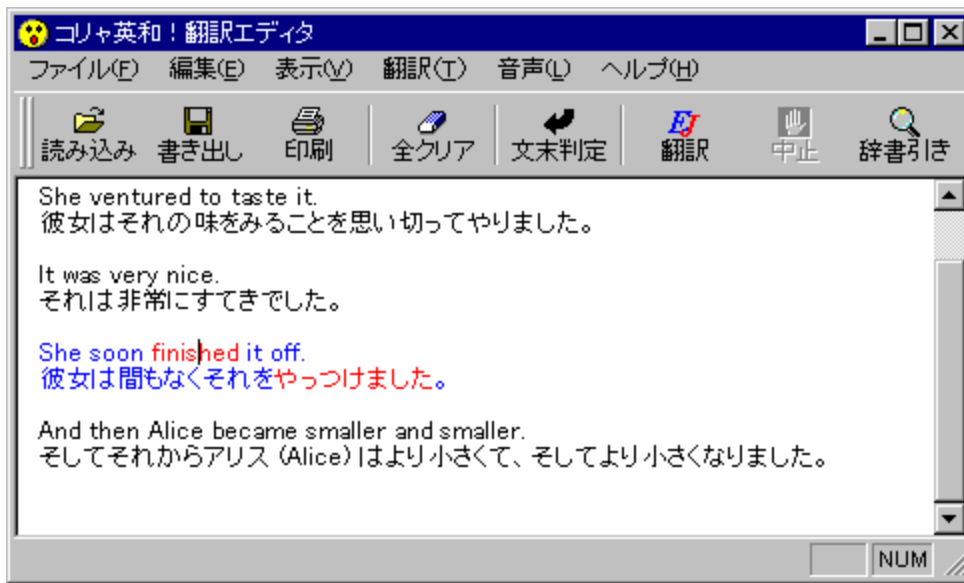 コリャ英和！翻訳エディタ
ファイル(F) 編集(E) 表示(V) 翻訳(T) 音声(L) ヘルプ(H)
読み込み 書き出し 印刷 全クリア 文末判定 EJ 翻訳 中止 辞書引き
She ventured to taste it.
彼女はそれの味をみることを思い切ってやりました。
It was very nice.
それは非常にすてきでした。
She soon finished it off.
彼女は間もなくそれをやっつけました。
And then Alice became smaller and smaller.
そしてそれからアリス (Alice) はより小さくて、そしてより小さくなりました。
NUM